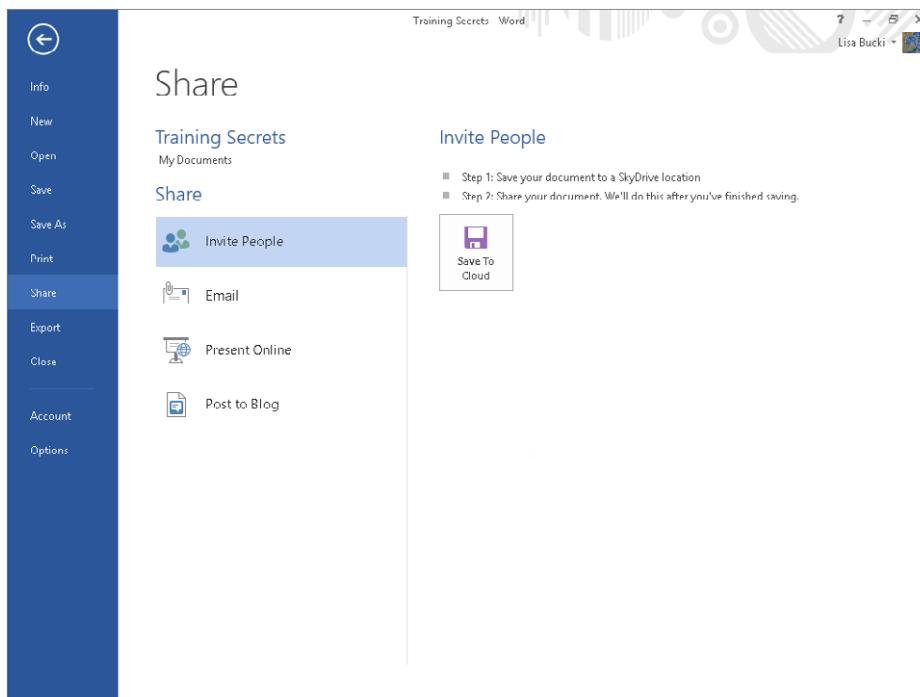 Training Secrets Word
?
Lisa Bucki
Info
New
Open
Save
Save As
Print
Share
Export
Close
Account
Options
Share
Training Secrets
My Documents
Share
Invite People
Email
Present Online
Post to Blog
Invite People
Step 1: Save your document to a SkyDrive location
Step 2: Share your document. We'll do this after you've finished saving.
Save To
Cloud